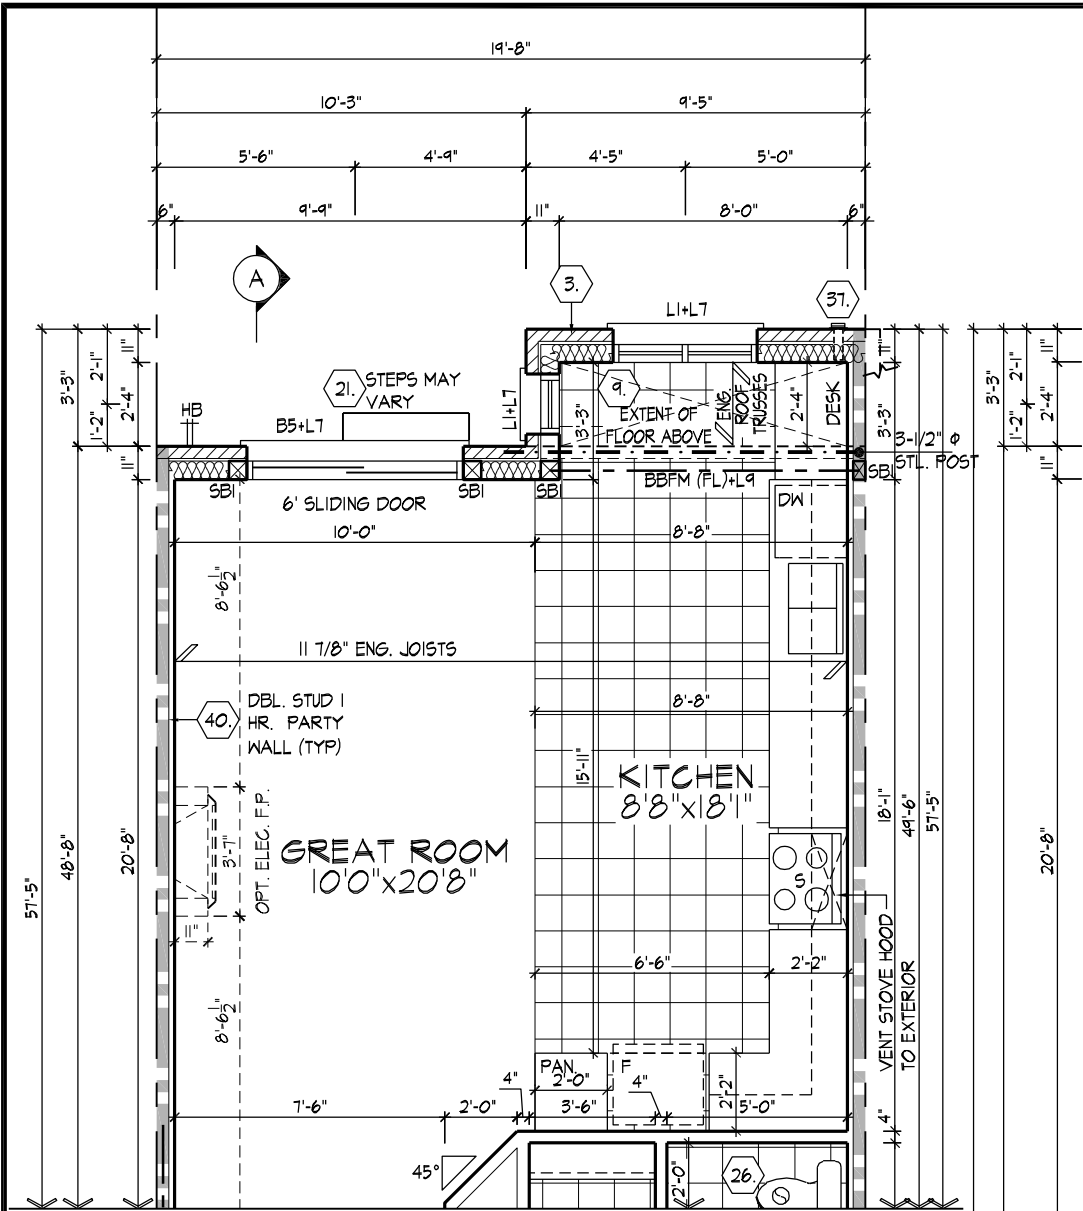 19'-8"
10'-3"
9'-5"
5'-6"
4'-9"
4'-5"
5'-0"
6"
9'-9"
11"
8'-0"
6"
A
3.
37.
L1+L7
11"
11"
11"
2'-1"
3'-3"
2'-4"
1'-2"
11"
21.
STEPS MAY
VARY
HB
B5+L7
L1+L7
9.
EXTENT OF
FLOOR ABOVE
3'-3"
ENG.
ROOF
TRUSSES
2'-4"
DESK
3'-3"
3-1/2" Φ
STL. POST
2'-1"
3'-3"
1'-2"
2'-4"
11"
SB1
SB1
SB1
SB1
6' SLIDING DOOR
BBFM (FL)+L9
DW
10'-0"
8'-8"
8'-6 1/2"
11 7/8" ENG. JOISTS
40.
DBL. STUD 1
HR. PARTY
WALL (TYP)
8'-8"
15'-11"
KITCHEN
8'8"x18'1"
GREAT ROOM
10'0"x20'8"
3'-7"
OPT. ELEC. F.P.
11"
8'-6 1/2"
57'-5"
48'-8"
20'-8"
18'-1"
49'-6"
57'-5"
20'-8"
S
6'-6"
2'-2"
VENT STOVE HOOD
TO EXTERIOR
PAN.
F
2'-0"
4"
4"
2'-2"
7'-6"
2'-0"
3'-6"
5'-0"
4"
45°
2'-0"
26.